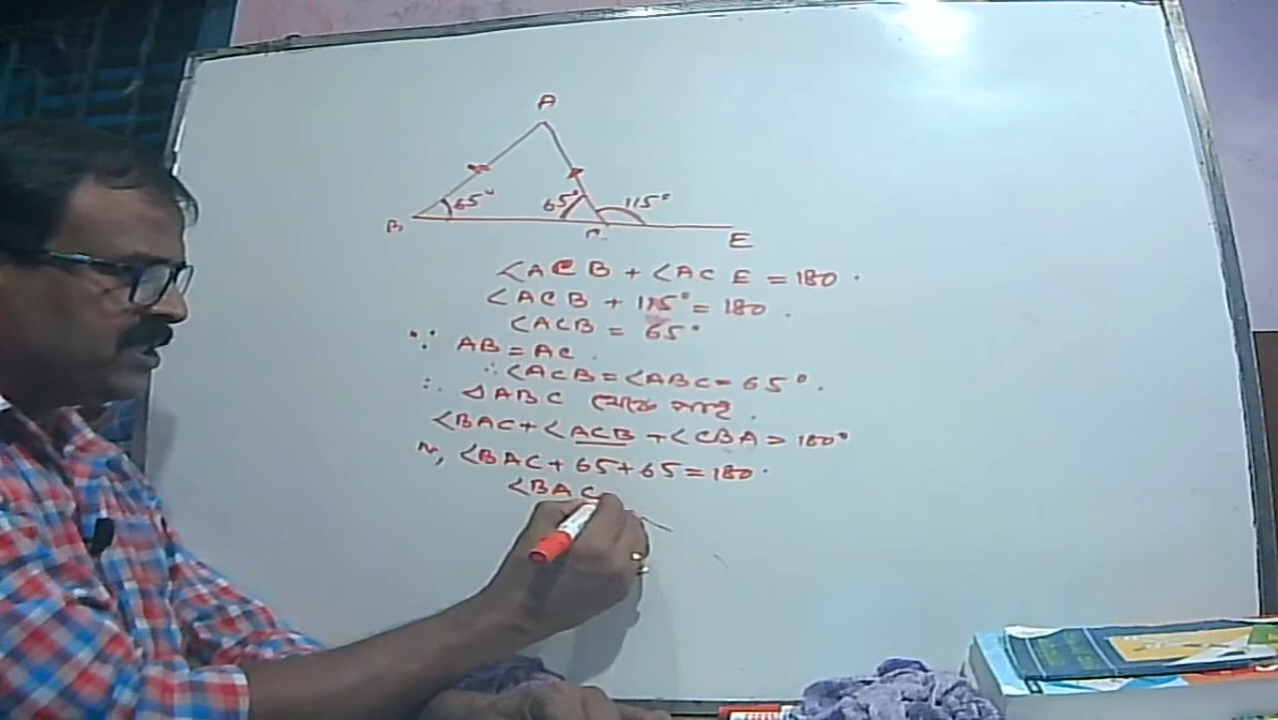 A
65°
65°
115°
B
C
E
<ACB + <ACE = 180
<ACB + 115° = 180
<ACB = 65°
∵ AB = AC
∴ <ACB = <ABC = 65°
∴ △ABC থেকে পাই
<BAC + <ACB + <CBA = 180°
বা, <BAC + 65 + 65 = 180
<BAC